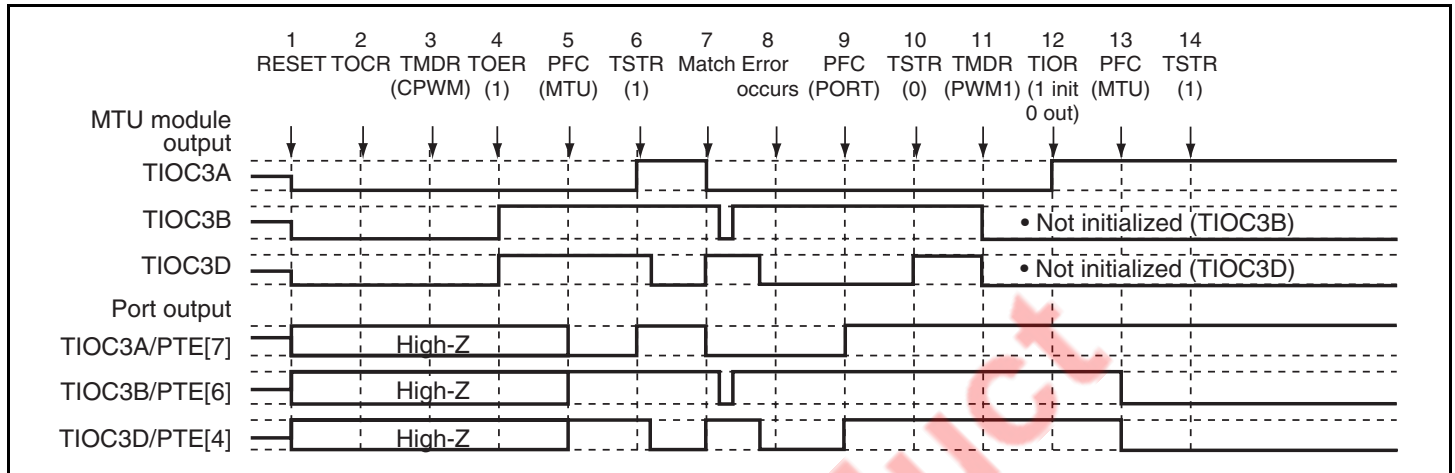 1 2 3 4 5 6 7 8 9 10 11 12 13 14
RESET TOCR TMDR TOER PFC TSTR Match Error PFC TSTR TMDR TIOR PFC TSTR
(CPWM) (1) (MTU) (1) occurs (PORT) (0) (PWM1) (1 init (MTU) (1)
0 out)
MTU module
output
TIOC3A
TIOC3B
• Not initialized (TIOC3B)
TIOC3D
• Not initialized (TIOC3D)
Port output
TIOC3A/PTE[7]
High-Z
TIOC3B/PTE[6]
High-Z
TIOC3D/PTE[4]
High-Z
uct